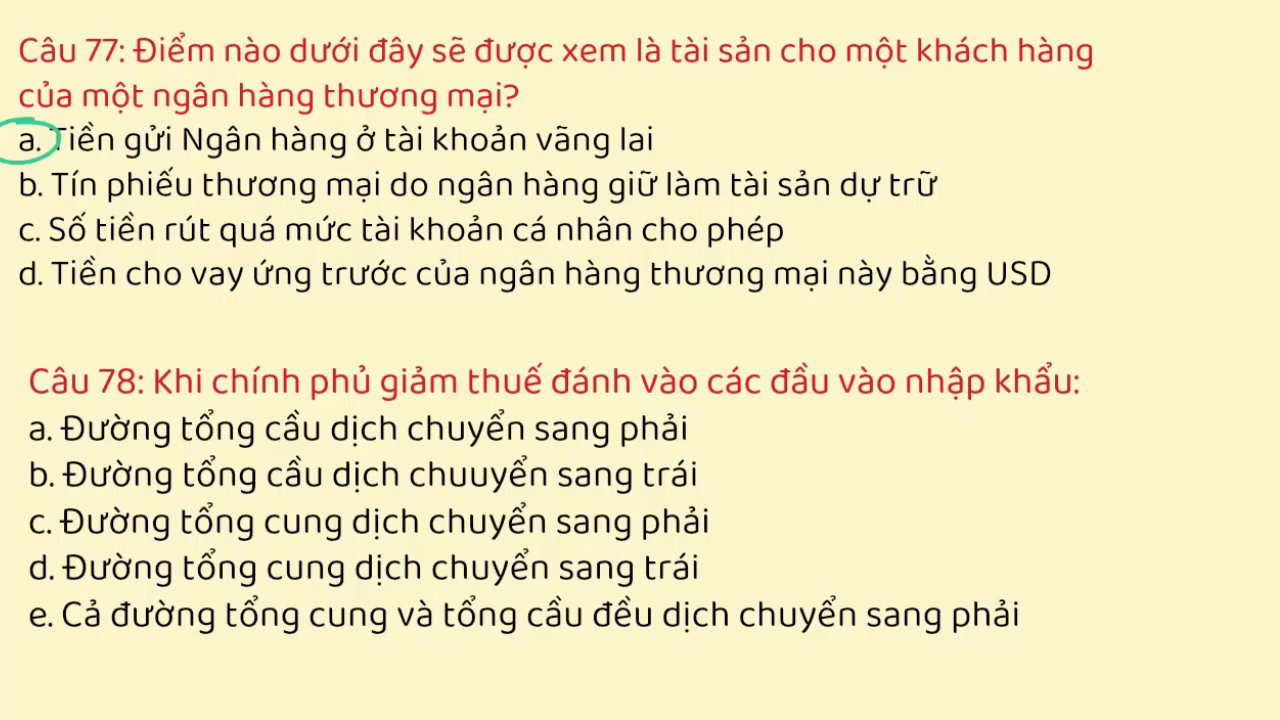 Câu 77: Điểm nào dưới đây sẽ được xem là tài sản cho một khách hàng
của một ngân hàng thương mại?
a. Tiền gửi Ngân hàng ở tài khoản vãng lai
b. Tín phiếu thương mại do ngân hàng giữ làm tài sản dự trữ
c. Số tiền rút quá mức tài khoản cá nhân cho phép
d. Tiền cho vay ứng trước của ngân hàng thương mại này bằng USD
Câu 78: Khi chính phủ giảm thuế đánh vào các đầu vào nhập khẩu:
a. Đường tổng cầu dịch chuyển sang phải
b. Đường tổng cầu dịch chuuyển sang trái
c. Đường tổng cung dịch chuyển sang phải
d. Đường tổng cung dịch chuyển sang trái
e. Cả đường tổng cung và tổng cầu đều dịch chuyển sang phải